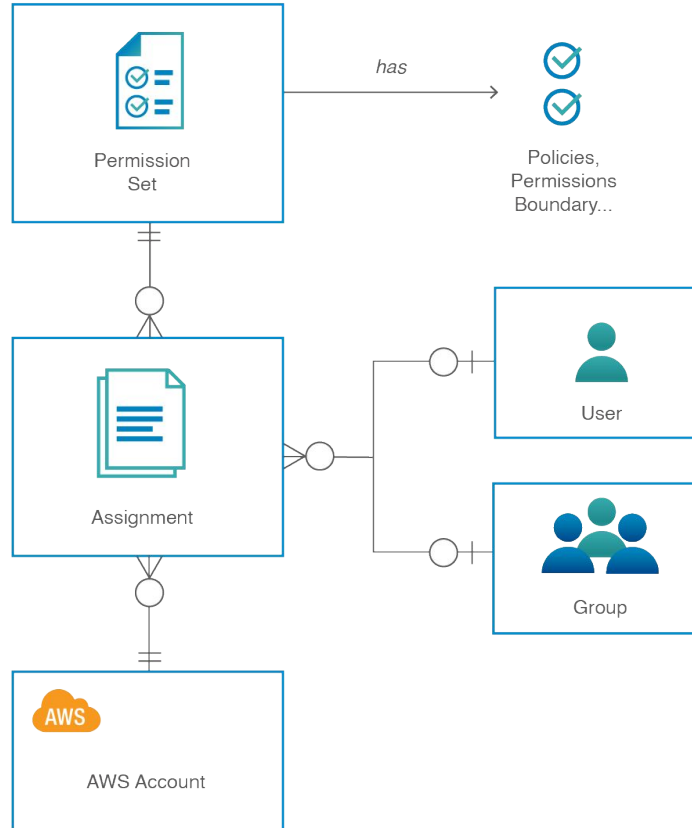 has
Permission
Set
Policies,
Permissions
Boundary...
User
Assignment
Group
AWS
AWS Account